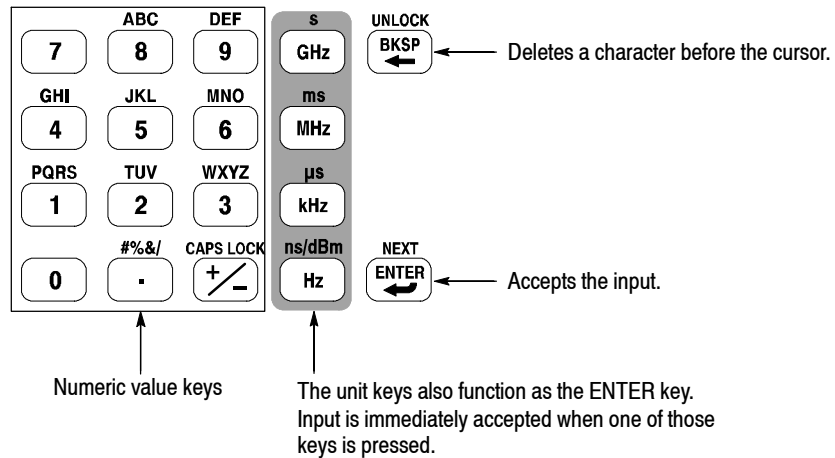 ABC DEF s UNLOCK
7 8 9 GHz BKSP Deletes a character before the cursor.
GHI JKL MNO ms
4 5 6 MHz
PQRS TUV WXYZ µs
1 2 3 kHz
#%&/ CAPS LOCK ns/dBm NEXT
0 . +/− Hz ENTER Accepts the input.
Numeric value keys
The unit keys also function as the ENTER key.
Input is immediately accepted when one of those
keys is pressed.